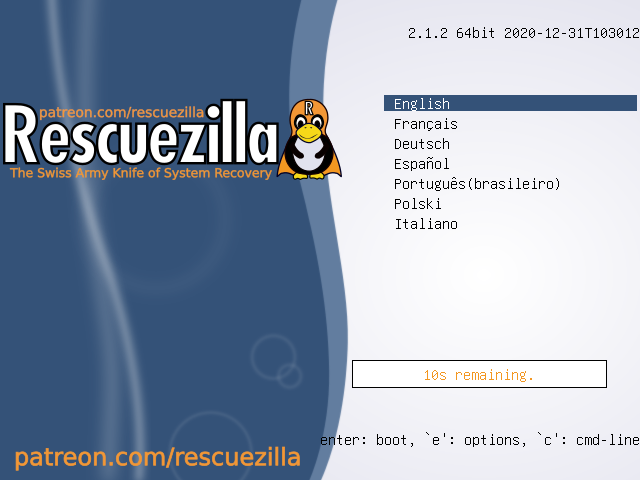 2.1.2 64bit 2020-12-31T103012
patreon.com/rescuezilla
R
Rescuezilla
The Swiss Army Knife of System Recovery
English
Français
Deutsch
Español
Português(brasileiro)
Polski
Italiano
10s remaining.
enter: boot, `e': options, `c': cmd-line
patreon.com/rescuezilla